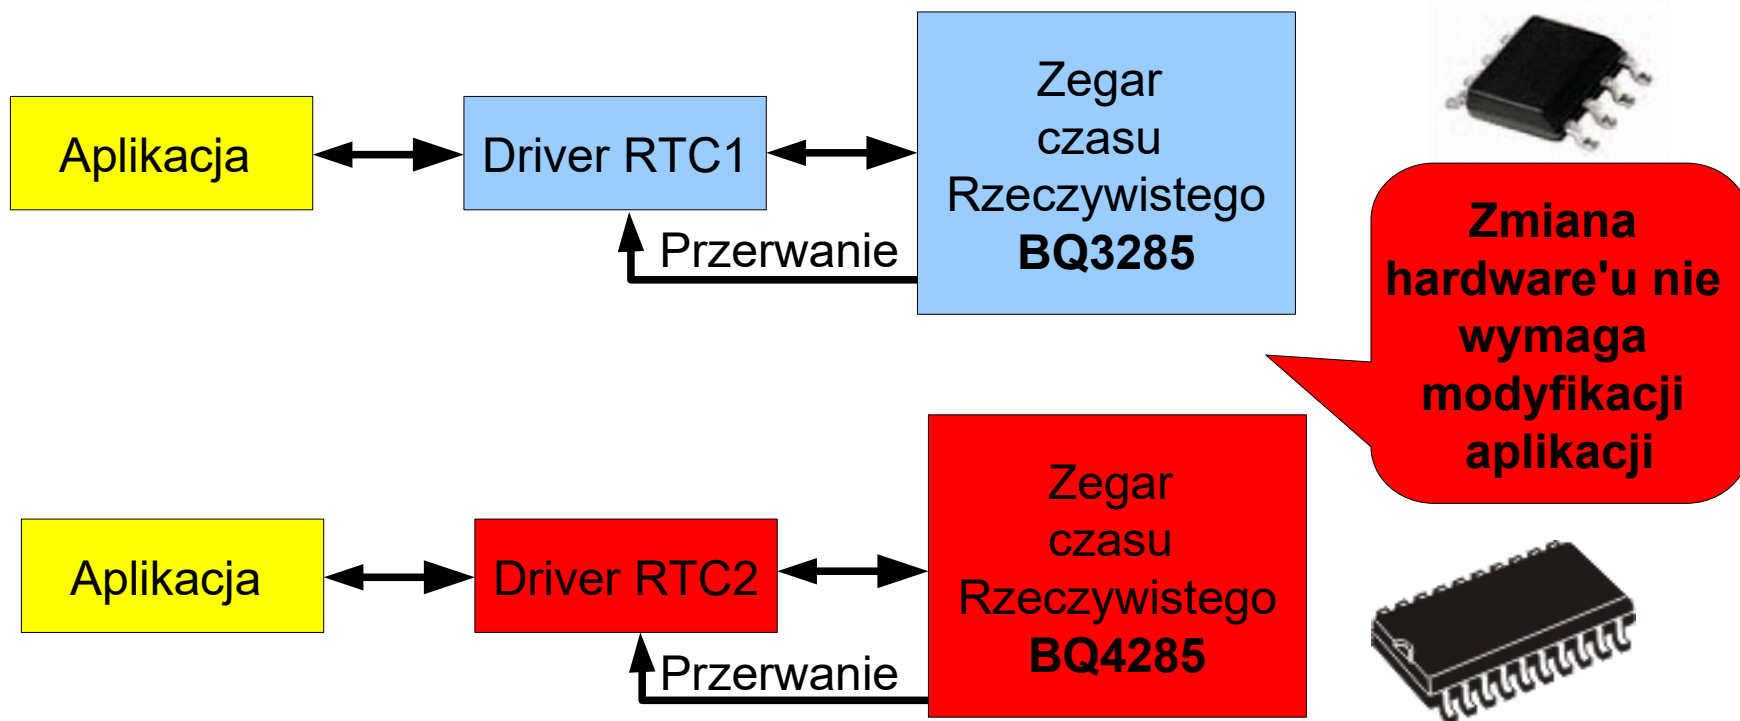 Aplikacja
Driver RTC1
Zegar
czasu
Rzeczywistego
BQ3285
Przerwanie
Zmiana
hardware'u nie
wymaga
modyfikacji
aplikacji
Aplikacja
Driver RTC2
Zegar
czasu
Rzeczywistego
BQ4285
Przerwanie